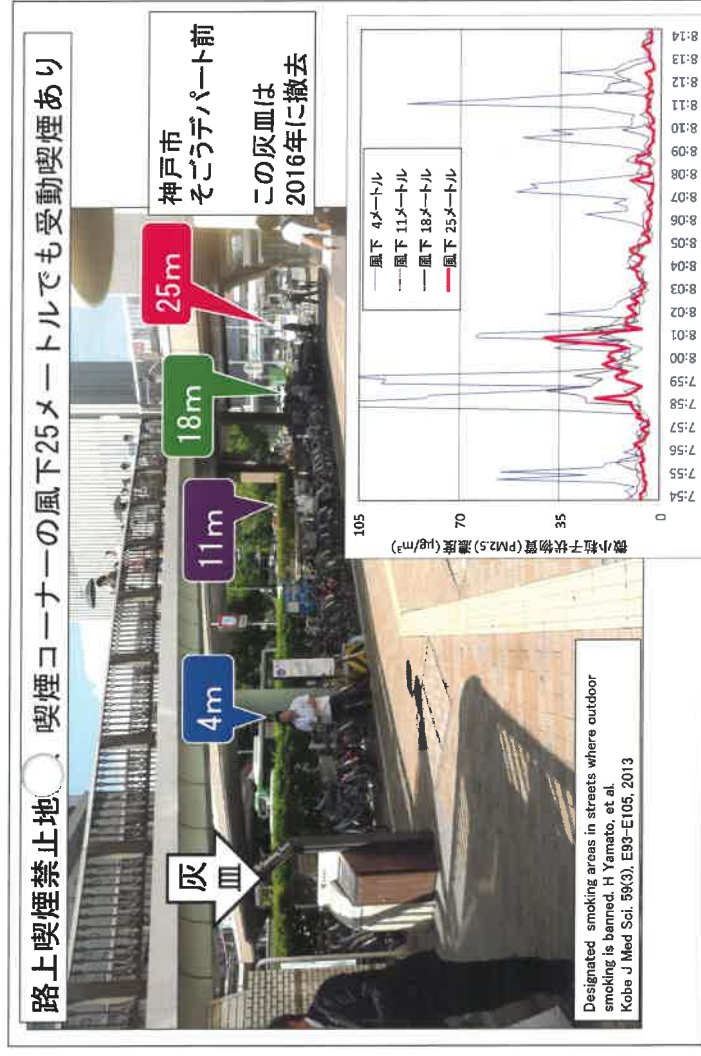 路上喫煙禁止地 、喫煙コーナーの風下25メートルでも受動喫煙あり
神戸市
そごうデパート前
この灰皿は
2016年に撤去
灰
皿
4m
11m
18m
25m
Designated smoking areas in streets where outdoor
smoking is banned. H Yamato, et al.
Kobe J Med Sci. 59(3), E93-E105, 2013
微小粒子状物質(PM2.5)濃度(μg/m³)
105
70
35
0
風下 4メートル
風下 11メートル
風下 18メートル
風下 25メートル
7:54
7:55
7:56
7:57
7:58
7:59
8:00
8:01
8:02
8:03
8:04
8:05
8:06
8:07
8:08
8:09
8:10
8:11
8:12
8:13
8:14